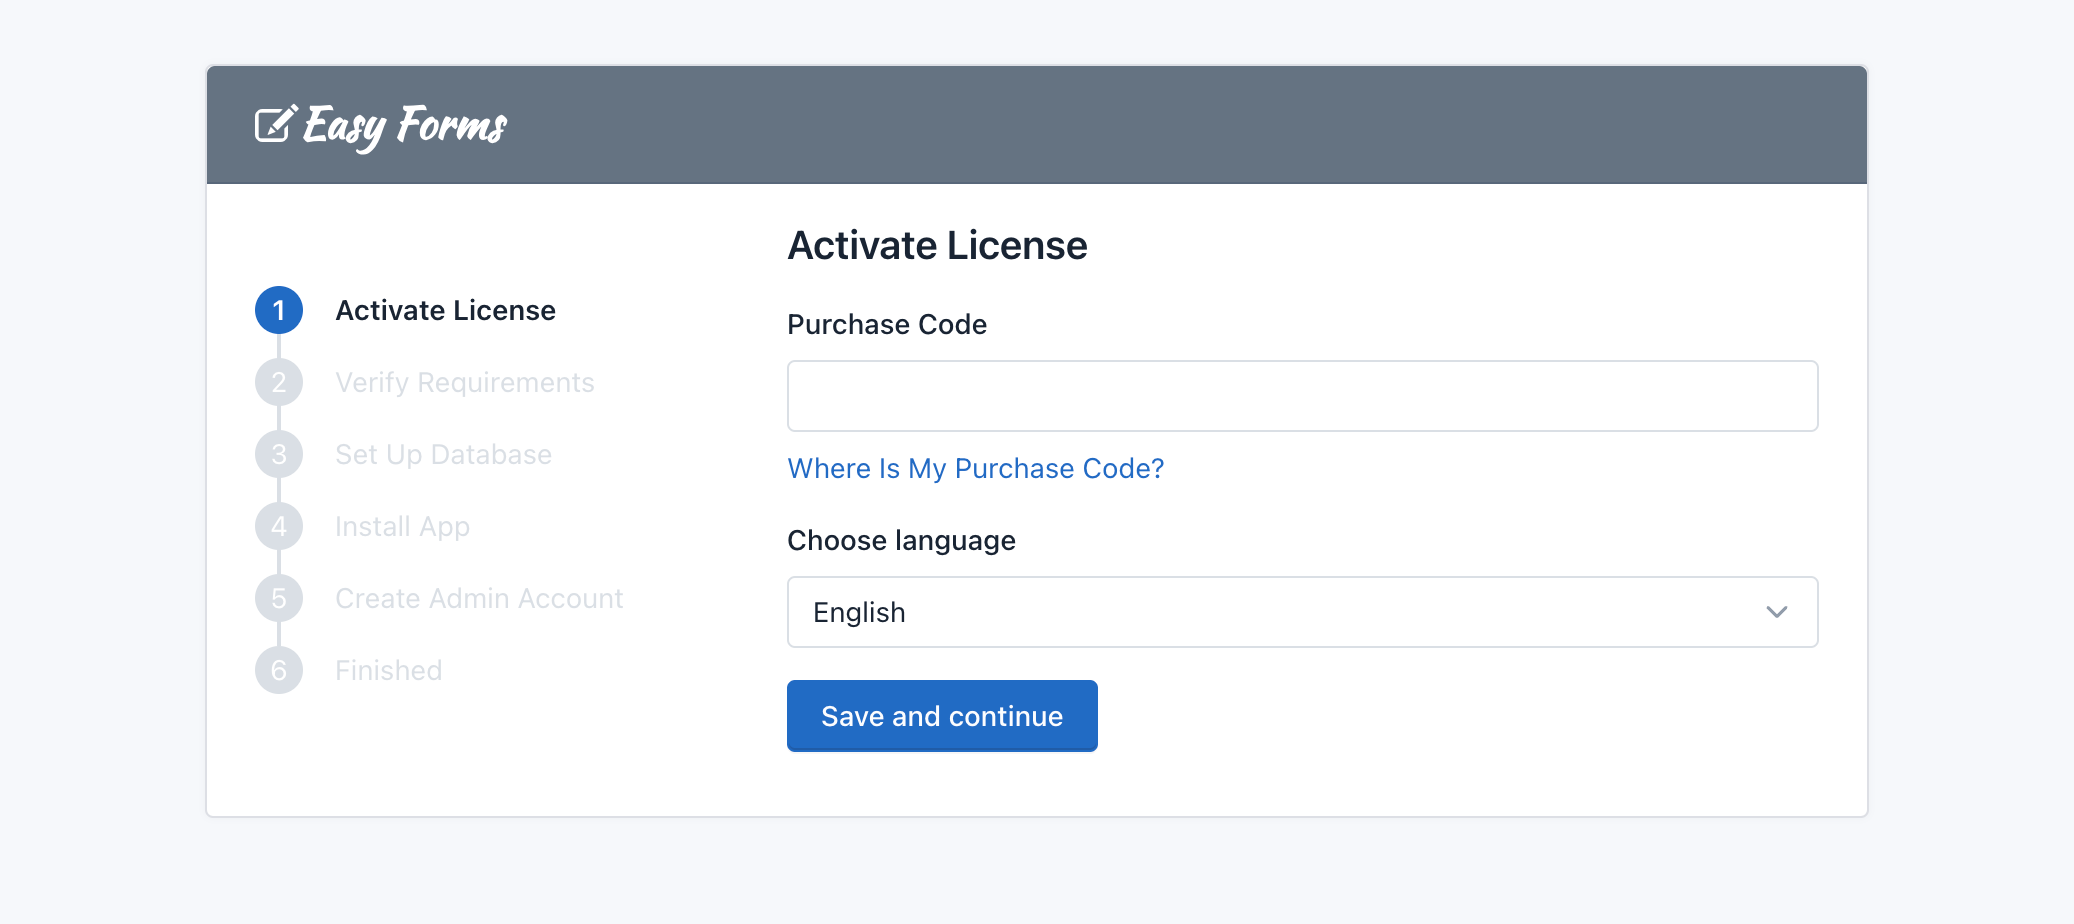 Easy Forms
1 Activate License
2 Verify Requirements
3 Set Up Database
4 Install App
5 Create Admin Account
6 Finished
Activate License
Purchase Code
Where Is My Purchase Code?
Choose language
English
Save and continue